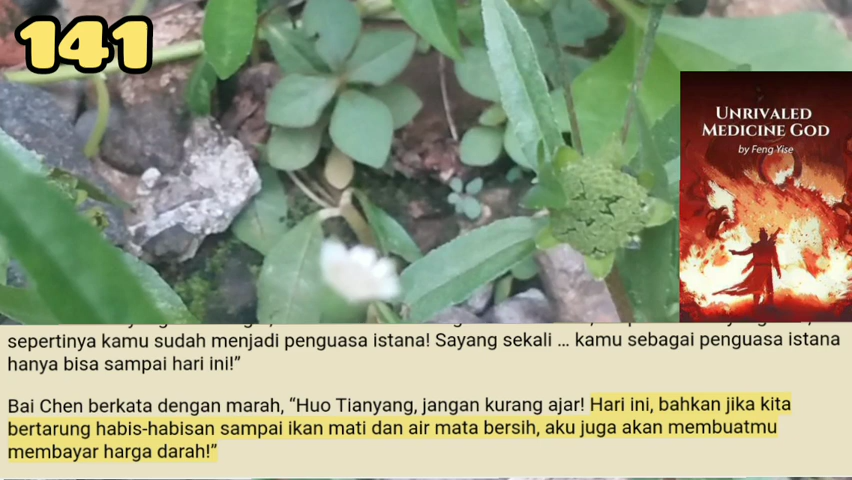 141
UNRIVALED
MEDICINE GOD
by Feng Yise
sepertinya kamu sudah menjadi penguasa istana! Sayang sekali ... kamu sebagai penguasa istana
hanya bisa sampai hari ini!”
Bai Chen berkata dengan marah, “Huo Tianyang, jangan kurang ajar! Hari ini, bahkan jika kita
bertarung habis-habisan sampai ikan mati dan air mata bersih, aku juga akan membuatmu
membayar harga darah!”